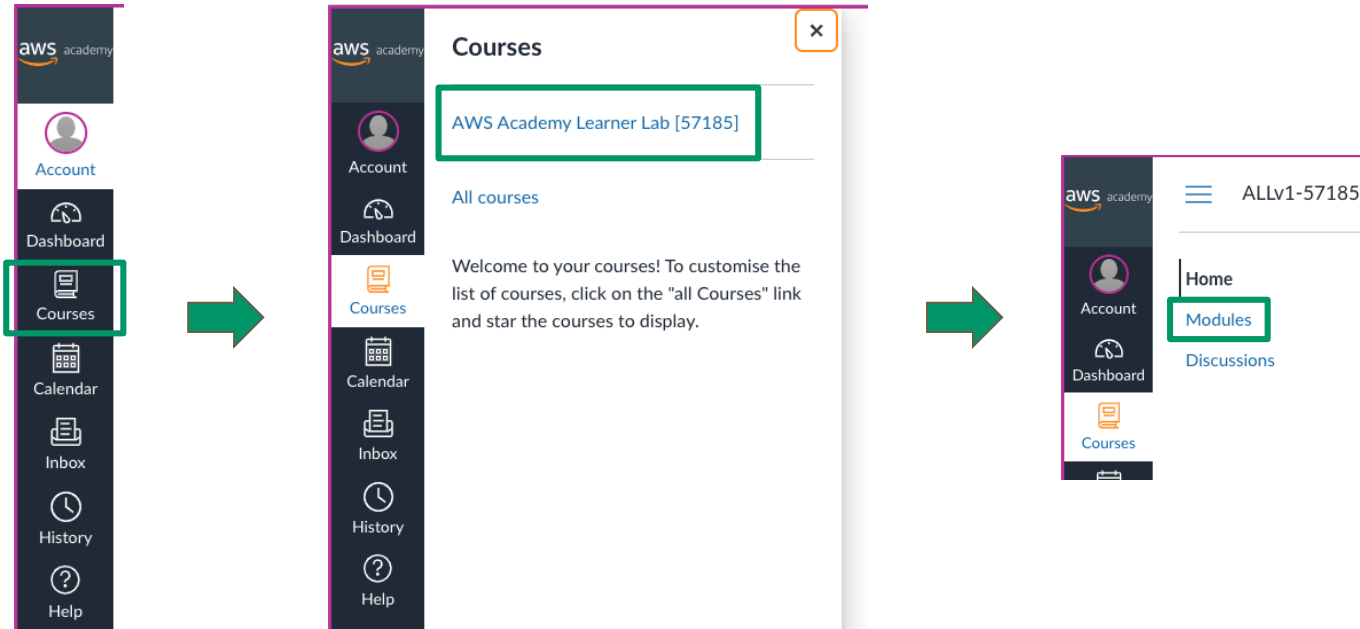 aws academy
Account
Dashboard
Courses
Calendar
Inbox
History
Help
aws academy
Account
Dashboard
Courses
Calendar
Inbox
History
Help
Courses
×
AWS Academy Learner Lab [57185]
All courses
Welcome to your courses! To customise the
list of courses, click on the "all Courses" link
and star the courses to display.
aws academy
Account
Dashboard
Courses
ALLv1-57185
Home
Modules
Discussions